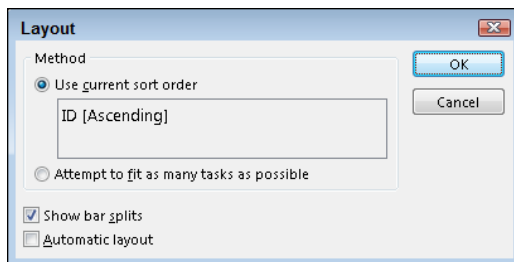 Layout
Method
OK
Use current sort order
Cancel
ID [Ascending]
Attempt to fit as many tasks as possible
Show bar splits
Automatic layout